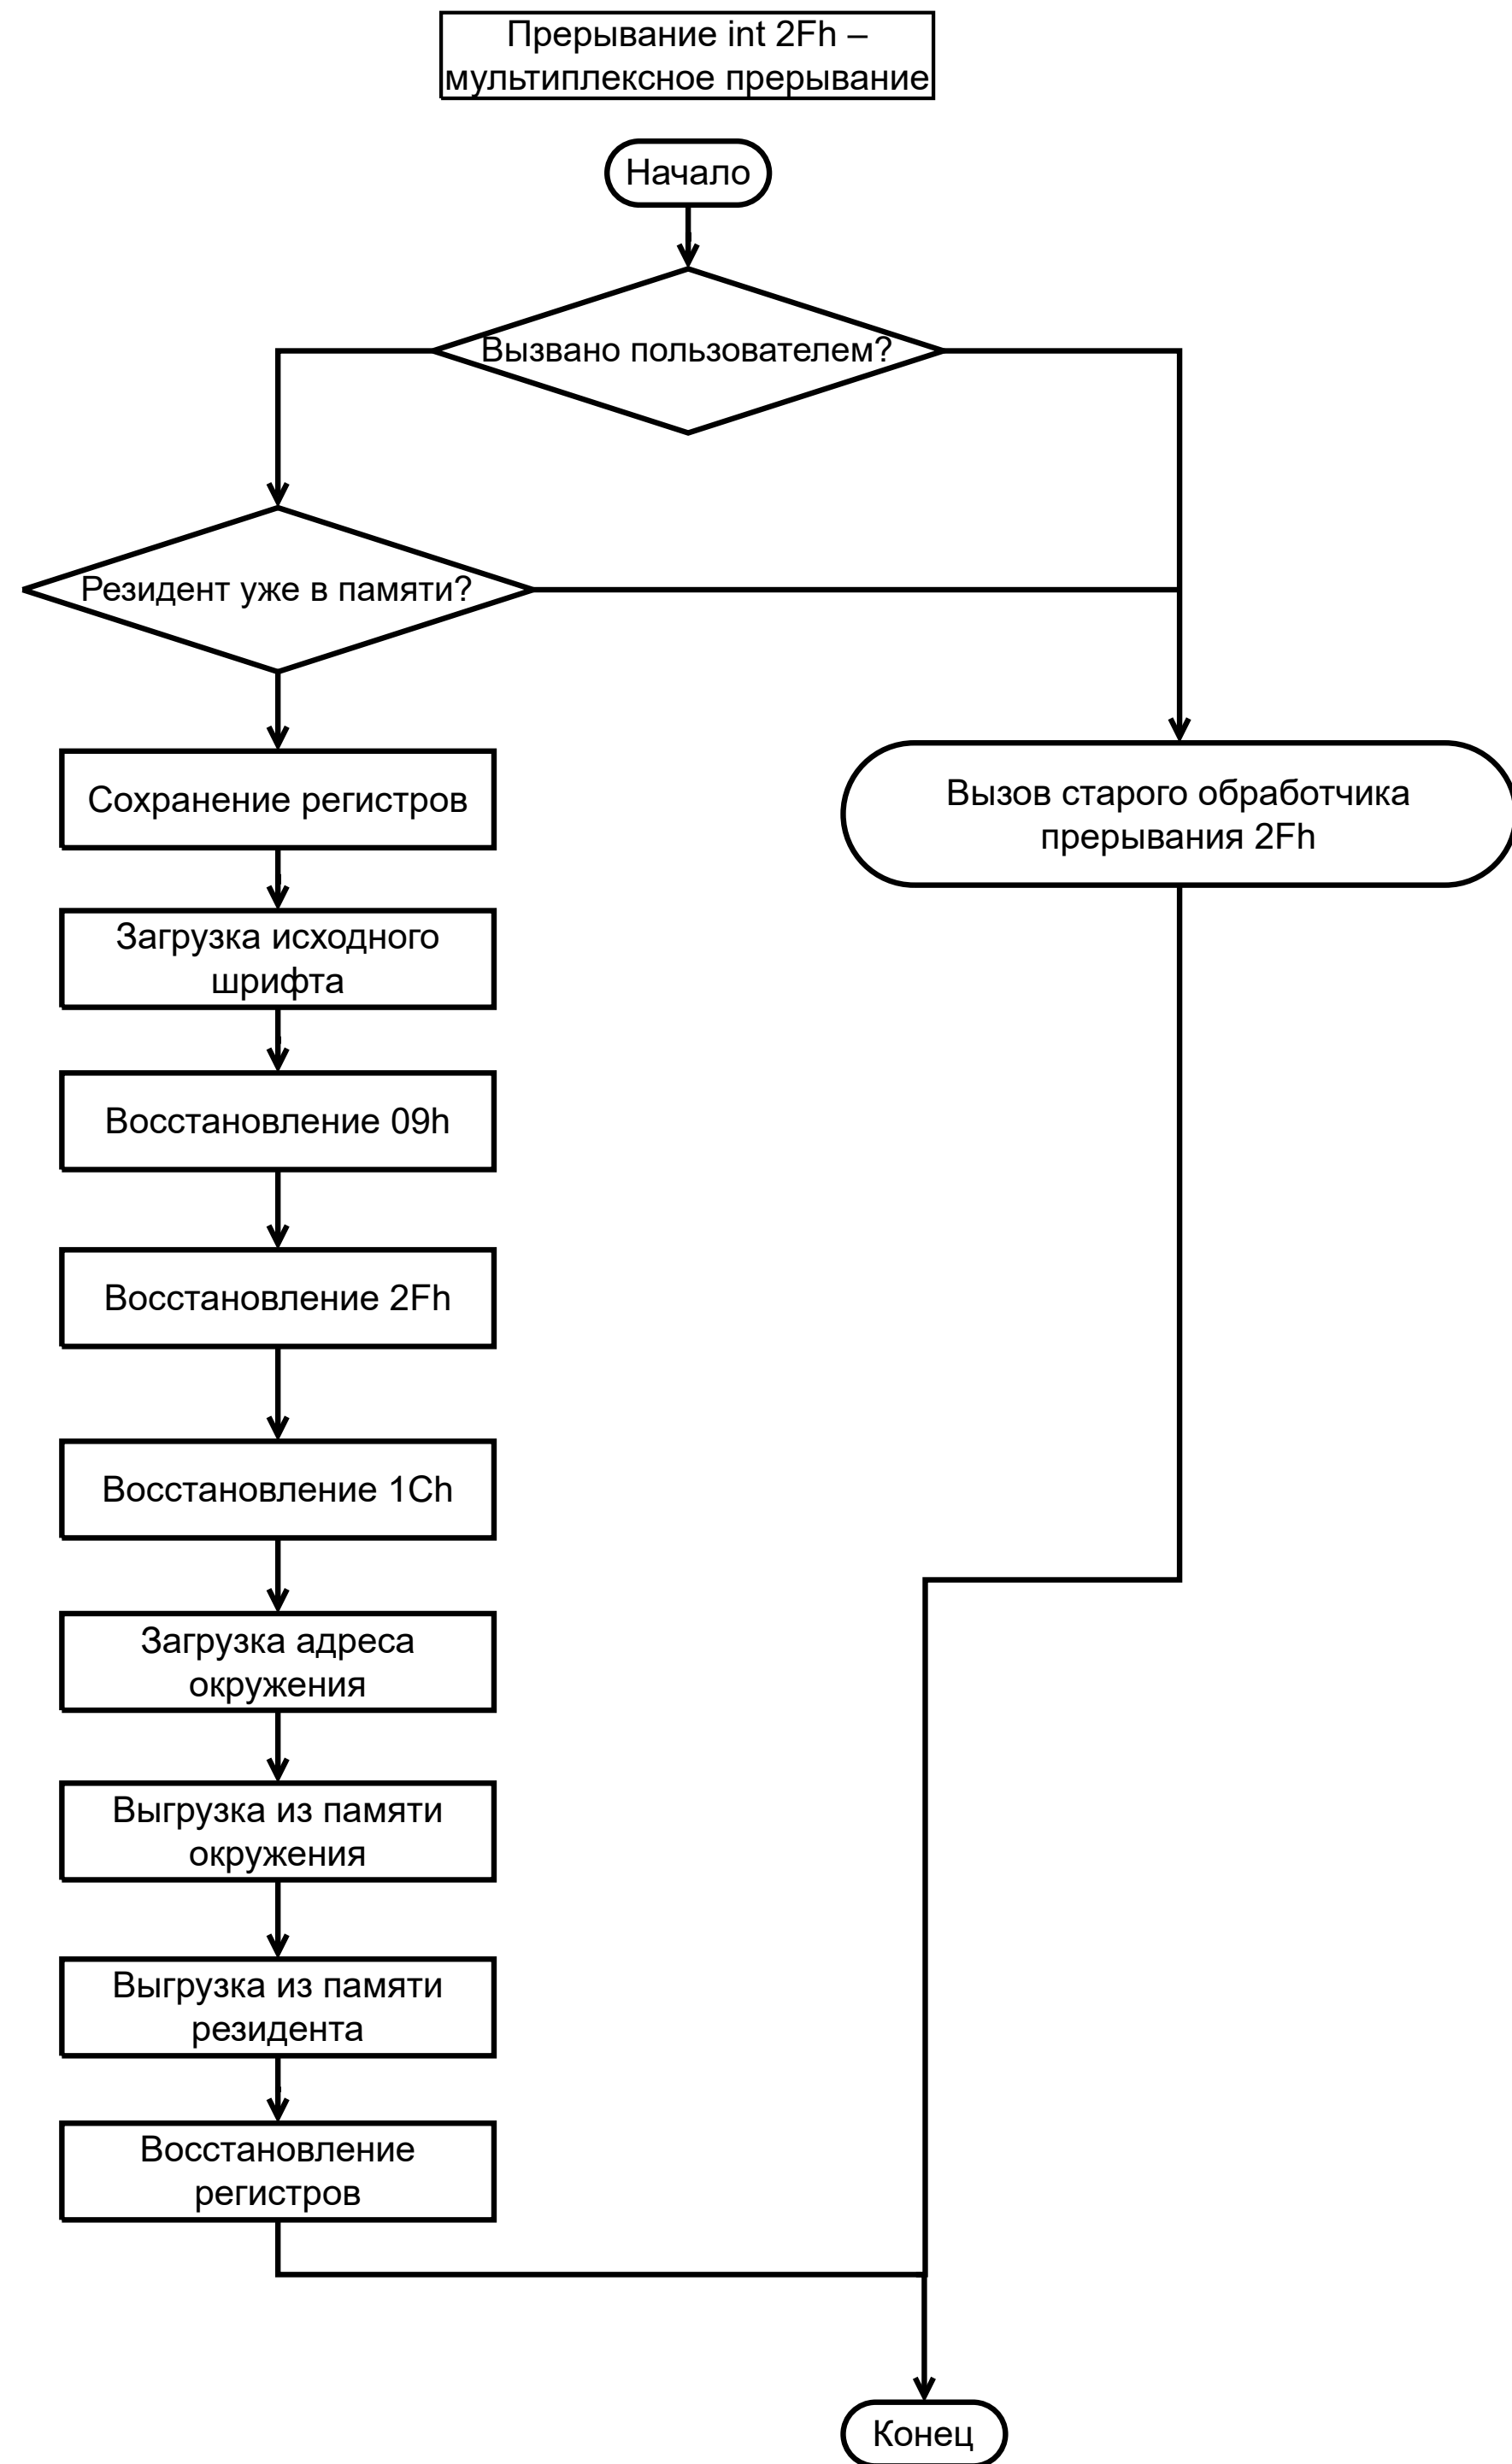 Прерывание int 2Fh –
мультиплексное прерывание
Начало
Вызвано пользователем?
Резидент уже в памяти?
Сохранение регистров
Вызов старого обработчика
прерывания 2Fh
Загрузка исходного
шрифта
Восстановление 09h
Восстановление 2Fh
Восстановление 1Ch
Загрузка адреса
окружения
Выгрузка из памяти
окружения
Выгрузка из памяти
резидента
Восстановление
регистров
Конец